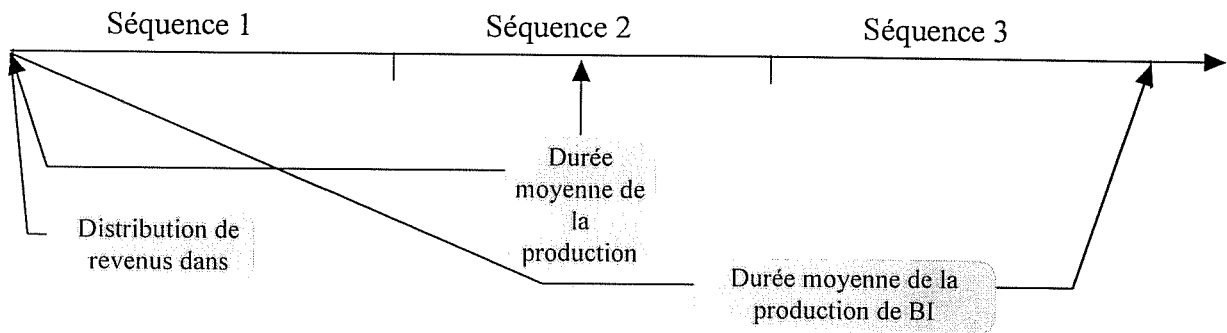 Séquence 1
Séquence 2
Séquence 3
Durée
moyenne de
la
production
Distribution de
revenus dans
Durée moyenne de la
production de BI